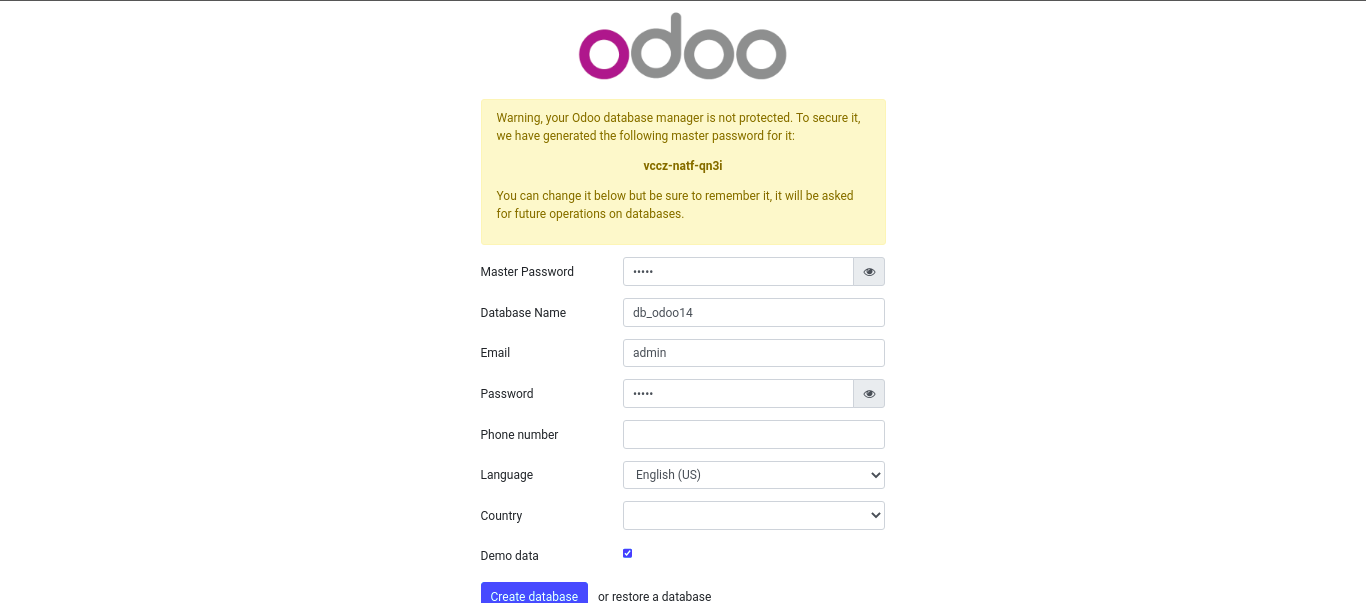 odoo
Warning, your Odoo database manager is not protected. To secure it,
we have generated the following master password for it:
vccz-natf-qn3i
You can change it below but be sure to remember it, it will be asked
for future operations on databases.
Master Password •••••
Database Name db_odoo14
Email admin
Password •••••
Phone number
Language English (US)
Country
Demo data
Create database or restore a database